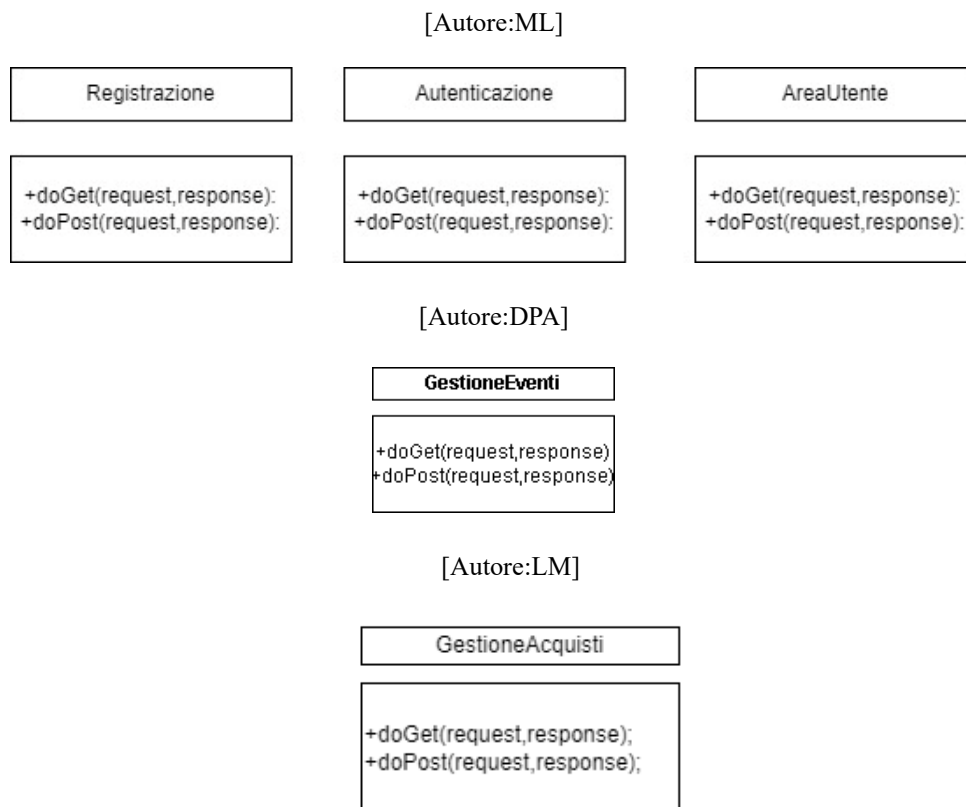 [Autore:ML]
Registrazione
Autenticazione
AreaUtente
+doGet(request,response):
+doPost(request,response):
+doGet(request,response):
+doPost(request,response):
+doGet(request,response):
+doPost(request,response):
[Autore:DPA]
GestioneEventi
+doGet(request,response)
+doPost(request,response)
[Autore:LM]
GestioneAcquisti
+doGet(request,response);
+doPost(request,response);